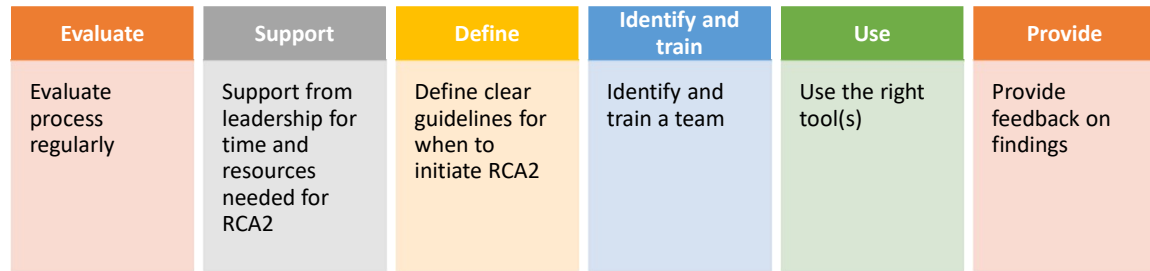 Evaluate
Evaluate
process
regularly
Support
Support from
leadership for
time and
resources
needed for
RCA2
Define
Define clear
guidelines for
when to
initiate RCA2
Identify and
train
Identify and
train a team
Use
Use the right
tool(s)
Provide
Provide
feedback on
findings